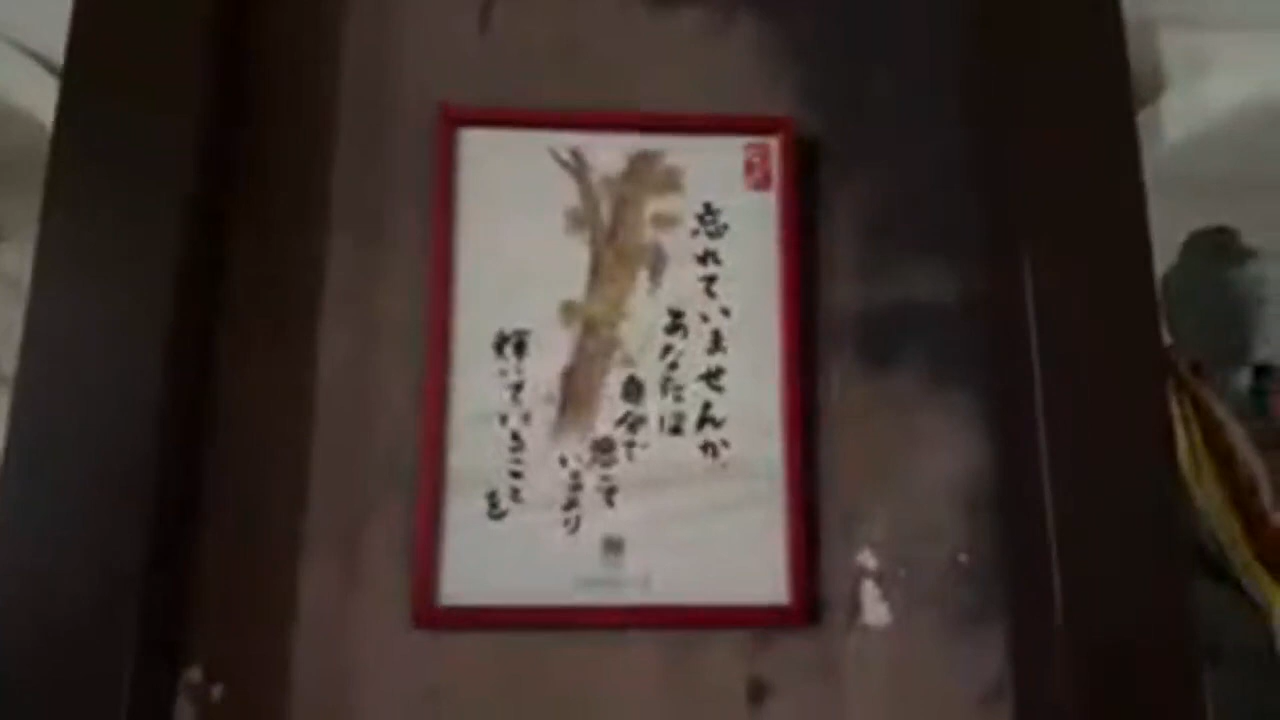 忘れていませんか、
あなたは
自分で
思って
いるより
輝いていること
を